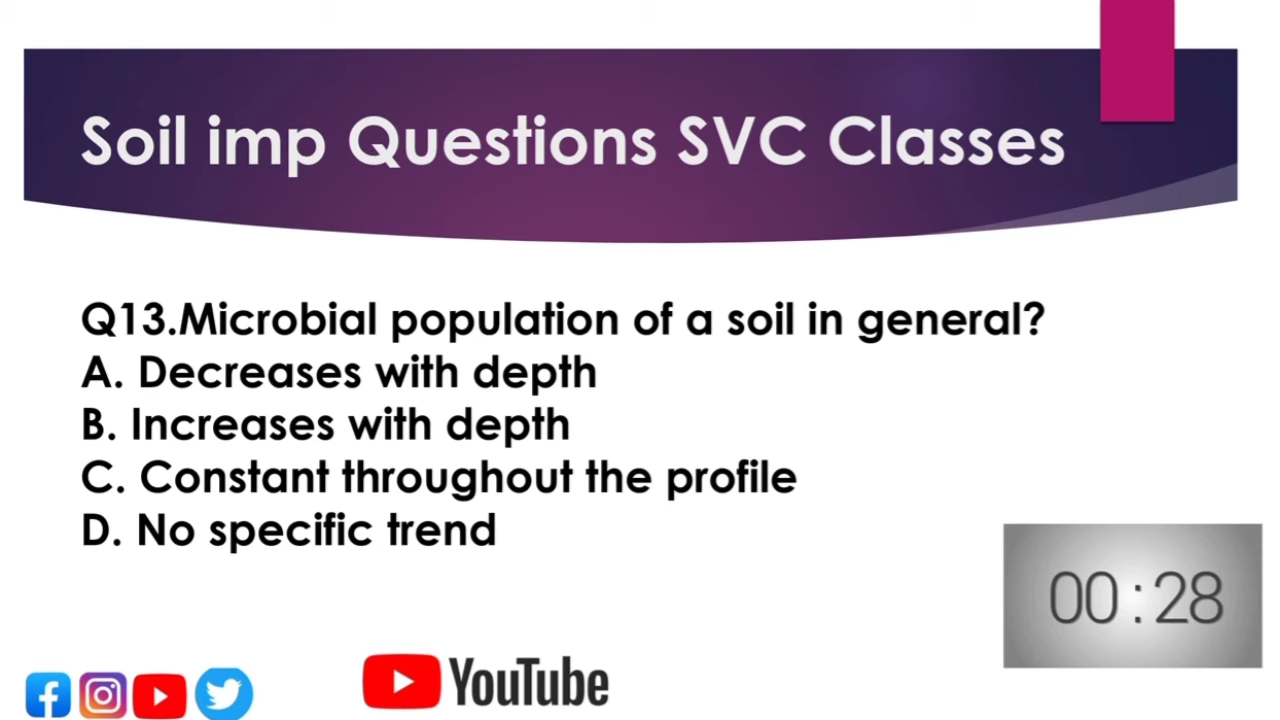 Soil imp Questions SVC Classes
Q13.Microbial population of a soil in general?
A. Decreases with depth
B. Increases with depth
C. Constant throughout the profile
D. No specific trend
00:28
YouTube